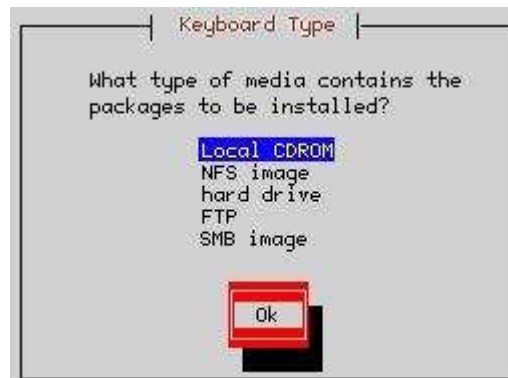 Keyboard Type
What type of media contains the
packages to be installed?
Local CDROM
NFS image
hard drive
FTP
SMB image
Ok